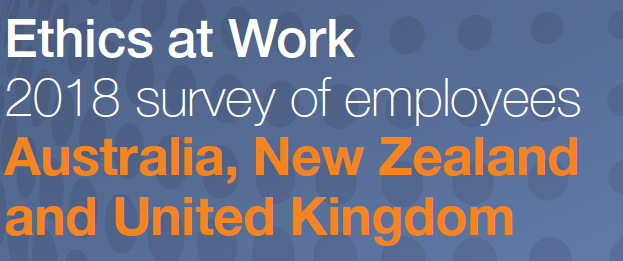 Ethics at Work
2018 survey of employees
Australia, New Zealand
and United Kingdom